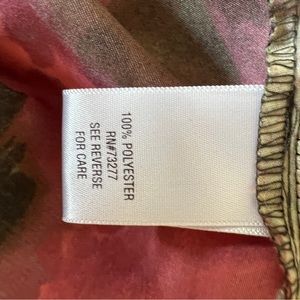 100% POLYESTER
RN#73277
SEE REVERSE
FOR CARE